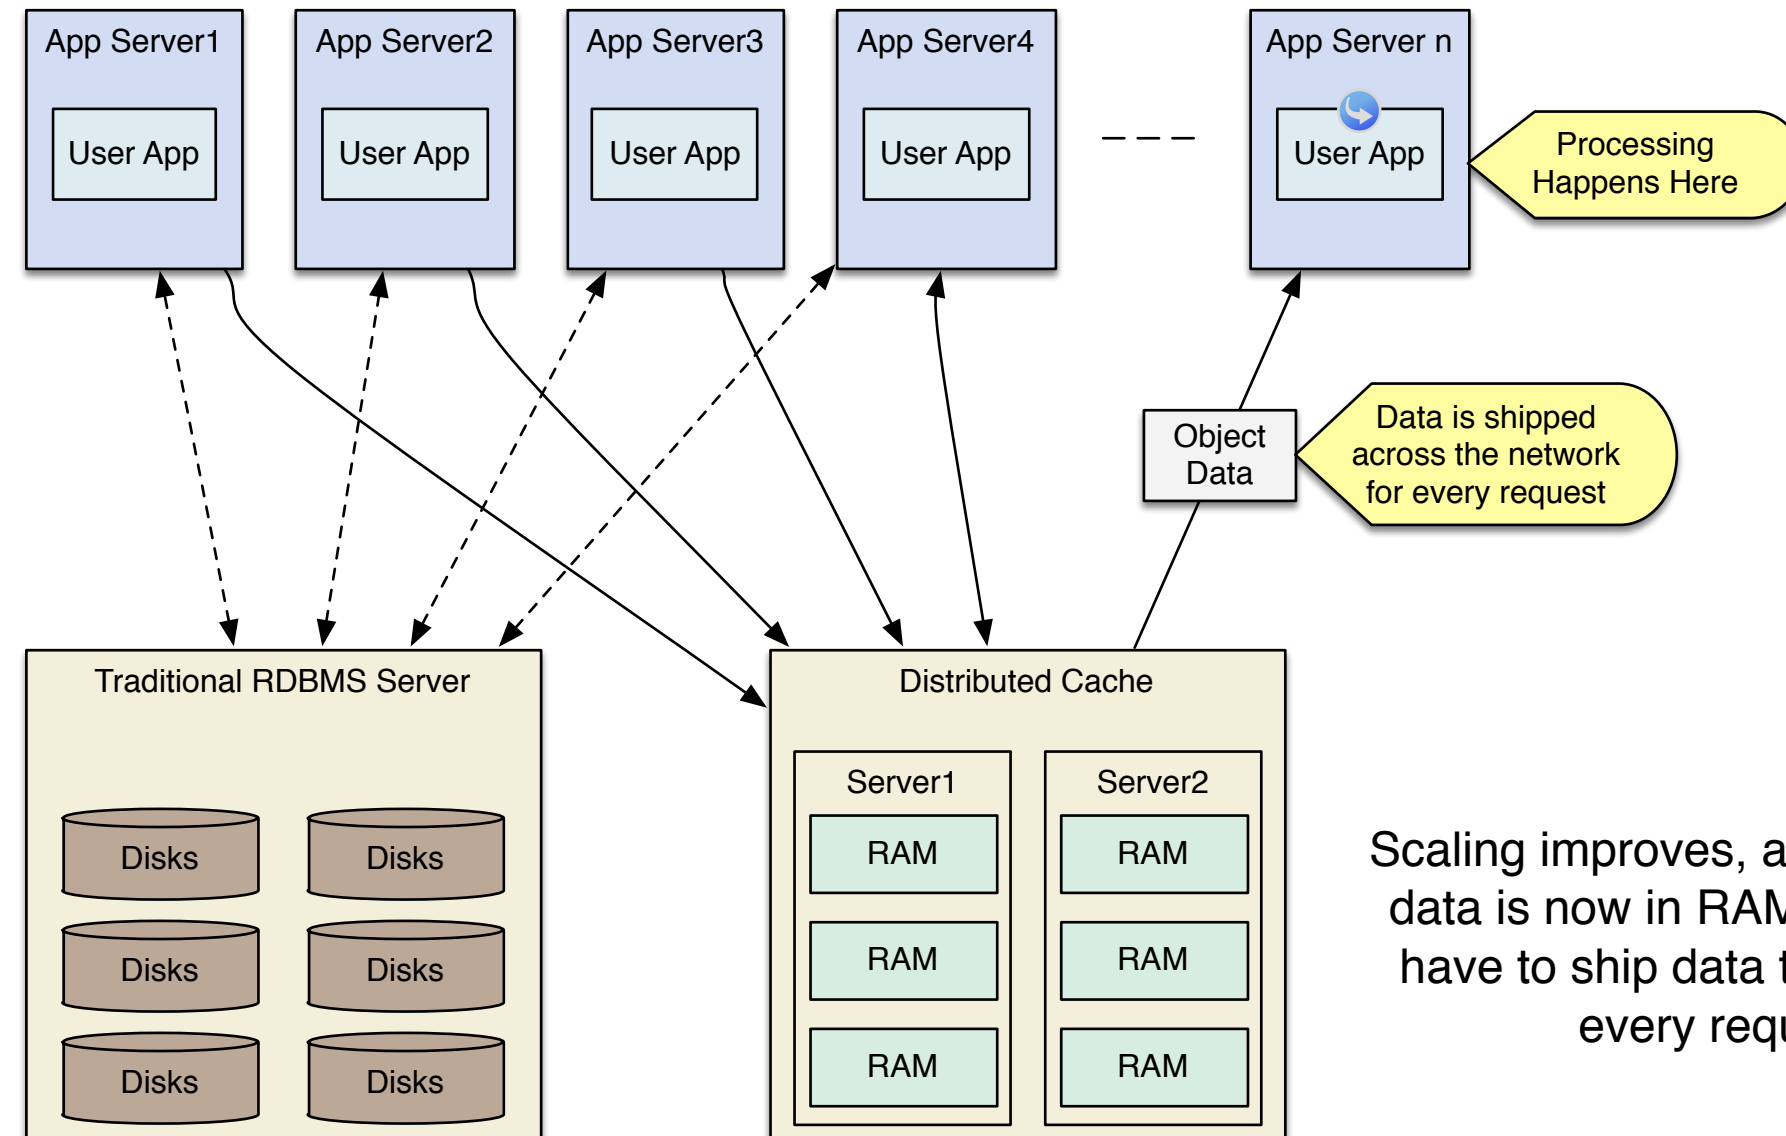 App Server1
App Server2
App Server3
App Server4
App Server n
User App
User App
User App
User App
User App
Processing
Happens Here
Object
Data
Data is shipped
across the network
for every request
Traditional RDBMS Server
Disks
Disks
Disks
Disks
Disks
Disks
Distributed Cache
Server1
Server2
RAM
RAM
RAM
RAM
RAM
RAM
Scaling improves,
data is now in RAM
have to ship data
every